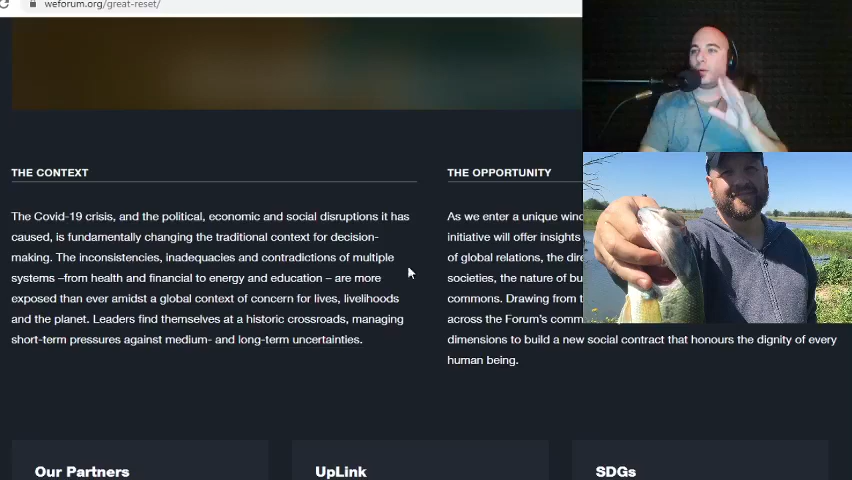 weforum.org/great-reset/
THE CONTEXT
The Covid-19 crisis, and the political, economic and social disruptions it has
caused, is fundamentally changing the traditional context for decision-
making. The inconsistencies, inadequacies and contradictions of multiple
systems –from health and financial to energy and education – are more
exposed than ever amidst a global context of concern for lives, livelihoods
and the planet. Leaders find themselves at a historic crossroads, managing
short-term pressures against medium- and long-term uncertainties.
THE OPPORTUNITY
As we enter a unique
initiative will offer insights
of global relations, the
societies, the nature of
commons. Drawing from
across the Forum's
dimensions to build a new social contract that honours the dignity of every
human being.
Our Partners
UpLink
SDGs